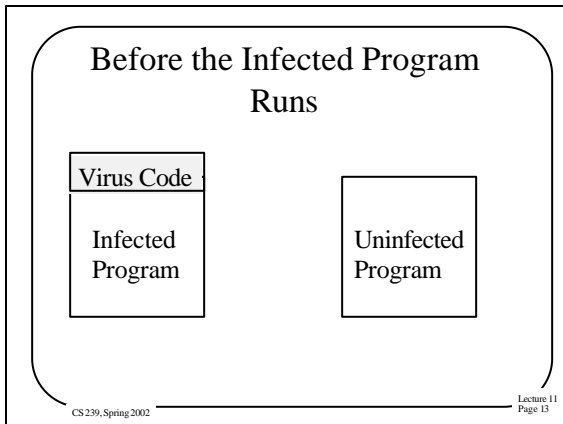 Before the Infected Program
Runs
Virus Code
Infected
Program
Uninfected
Program
CS 239, Spring 2002
Lecture 11
Page 13